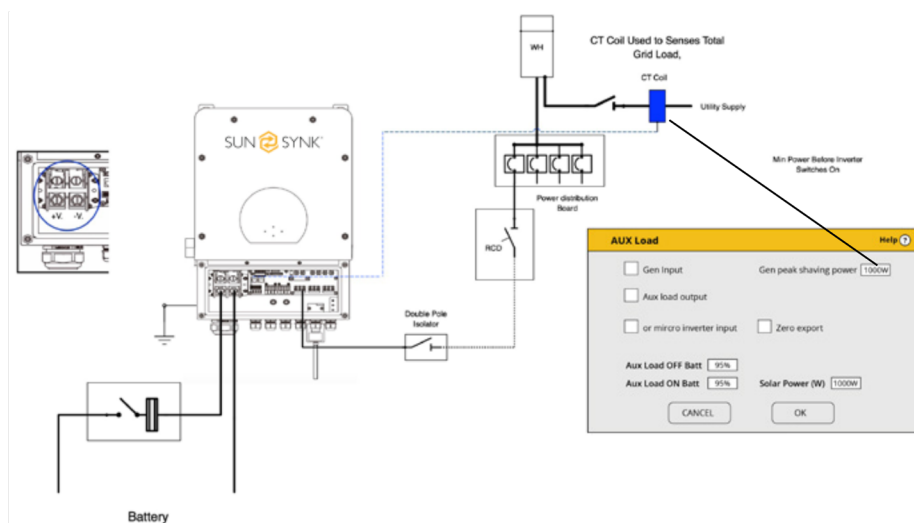 CT Coil Used to Senses Total
Grid Load,
WH
CT Coil
Utility Supply
SUN SYNK
+V.
-V.
Power distribution
Board
Min Power Before Inverter
Switches On
RCD
Double Pole
Isolator
AUX Load
Help ?
Gen Input
Gen peak shaving power 1000W
Aux load output
or mircro inverter input
Zero export
Aux Load OFF Batt 95%
Aux Load ON Batt 95%
Solar Power (W) 1000W
CANCEL
OK
Battery